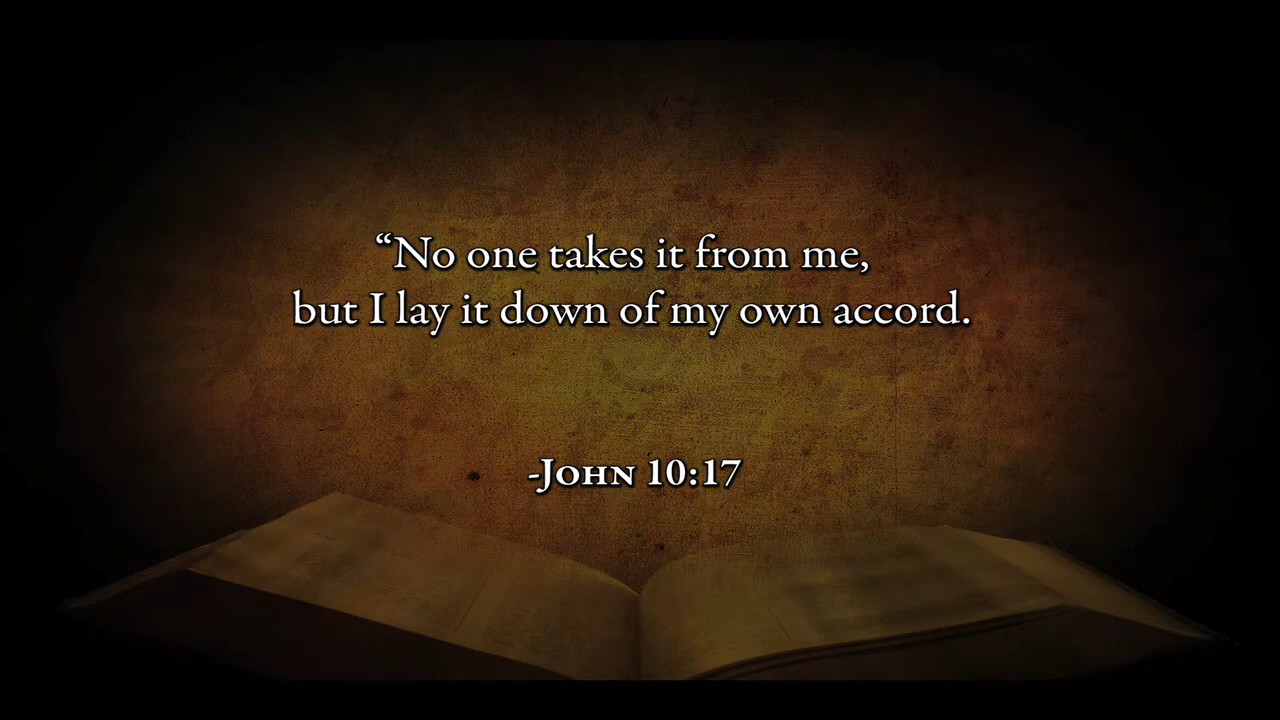 “No one takes it from me,
but I lay it down of my own accord.
-John 10:17